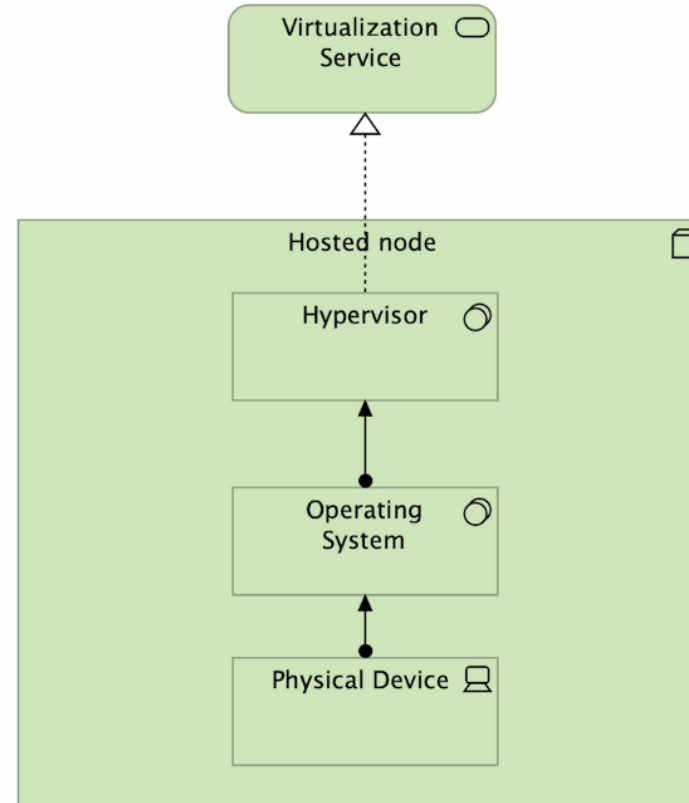 Virtualization
Service
Hosted node
Hypervisor
Operating
System
Physical Device